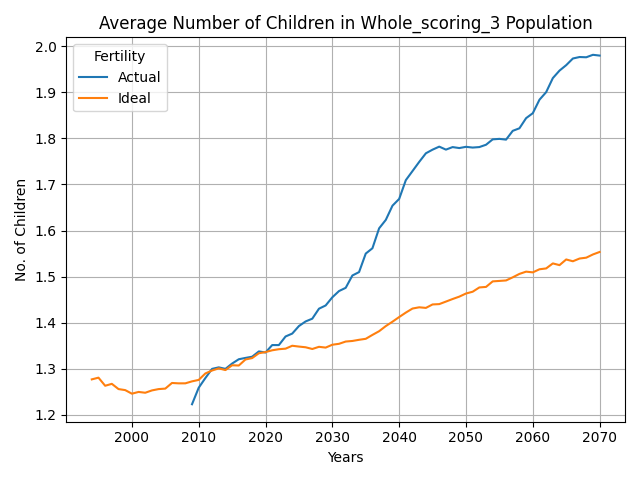 Average Number of Children in Whole_scoring_3 Population
Fertility
Actual
Ideal
No. of Children
2.0
1.9
1.8
1.7
1.6
1.5
1.4
1.3
1.2
2000 2010 2020 2030 2040 2050 2060 2070
Years